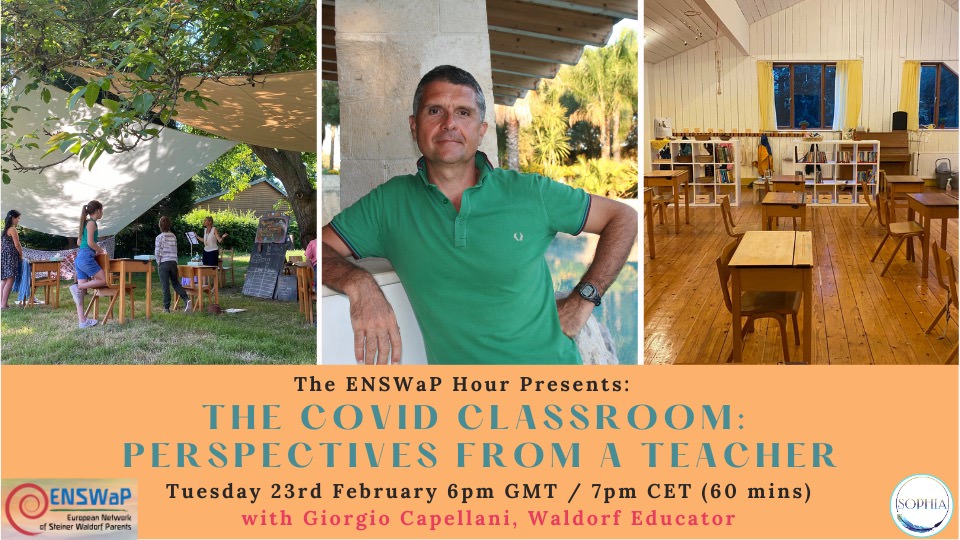 The ENSWaP Hour Presents:
THE COVID CLASSROOM:
PERSPECTIVES FROM A TEACHER
Tuesday 23rd February 6pm GMT / 7pm CET (60 mins)
with Giorgio Capellani, Waldorf Educator
ENSWaP
European Network
of Steiner Waldorf Parents
SOPHIA